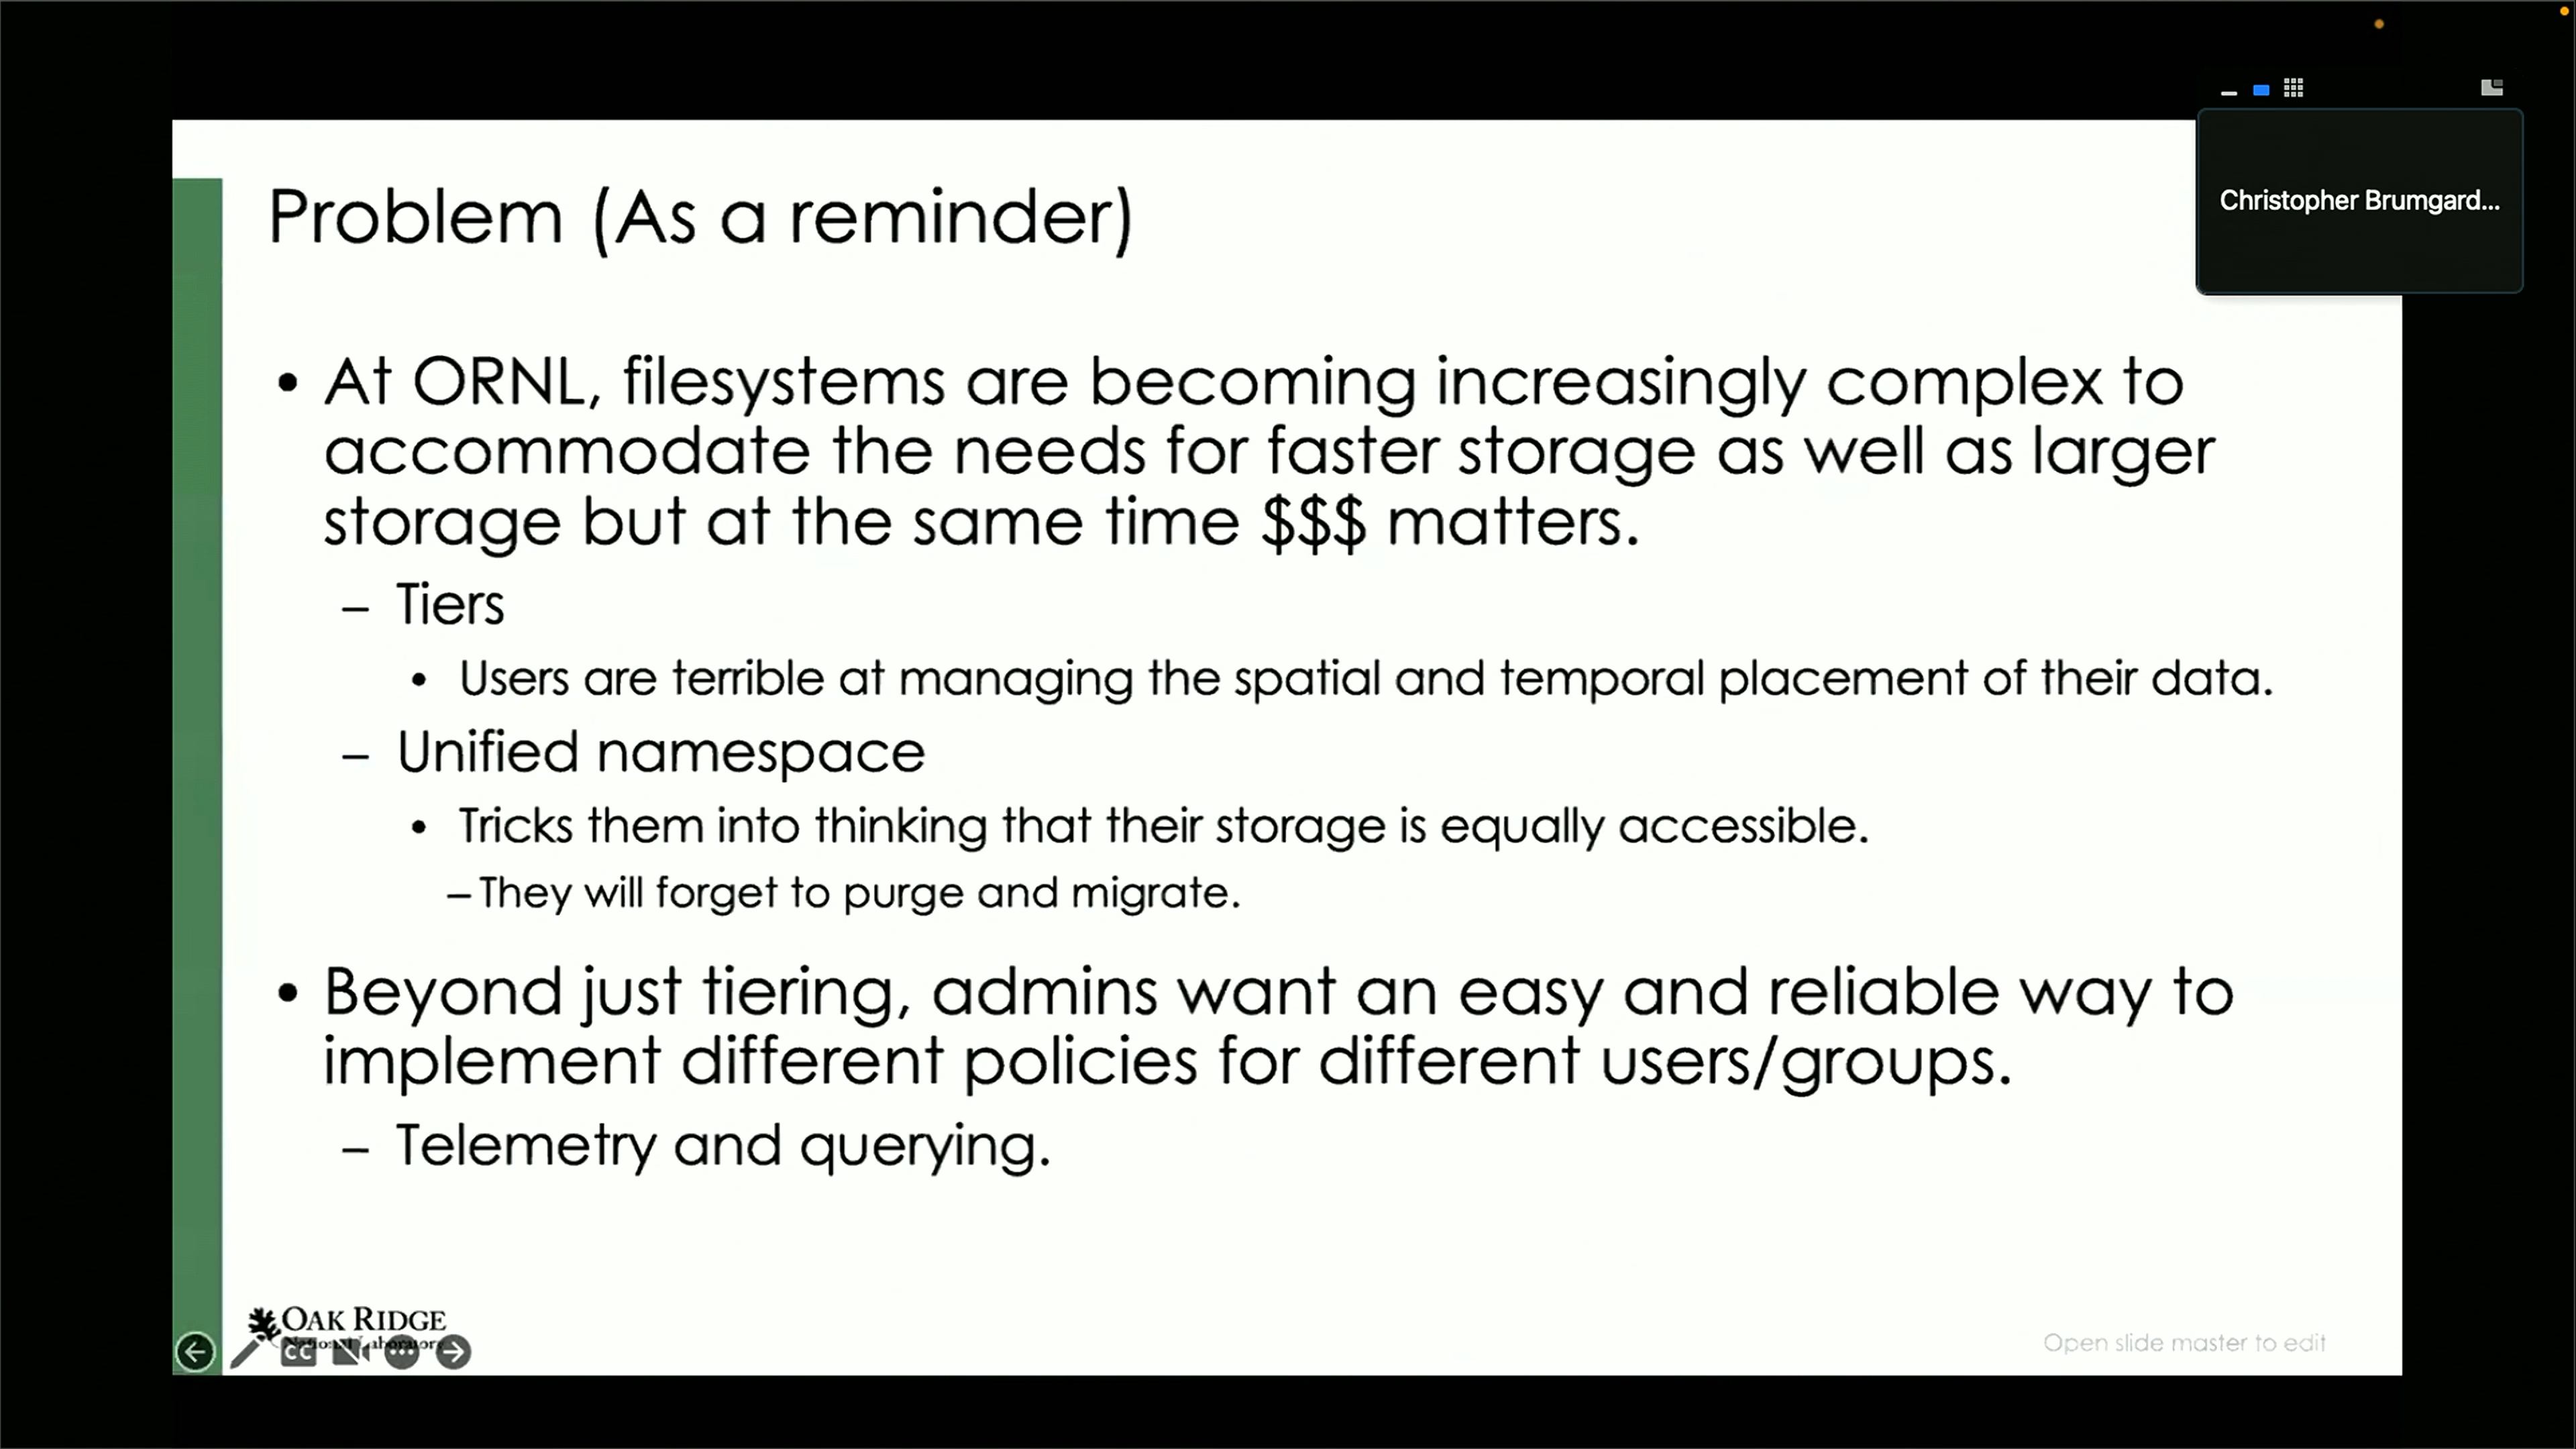 Christopher Brumgard...
Problem (As a reminder)
• At ORNL, filesystems are becoming increasingly complex to
accommodate the needs for faster storage as well as larger
storage but at the same time $$$ matters.
– Tiers
• Users are terrible at managing the spatial and temporal placement of their data.
– Unified namespace
• Tricks them into thinking that their storage is equally accessible.
– They will forget to purge and migrate.
• Beyond just tiering, admins want an easy and reliable way to
implement different policies for different users/groups.
– Telemetry and querying.
OAK RIDGE
National Laboratory
CC
Open slide master to edit